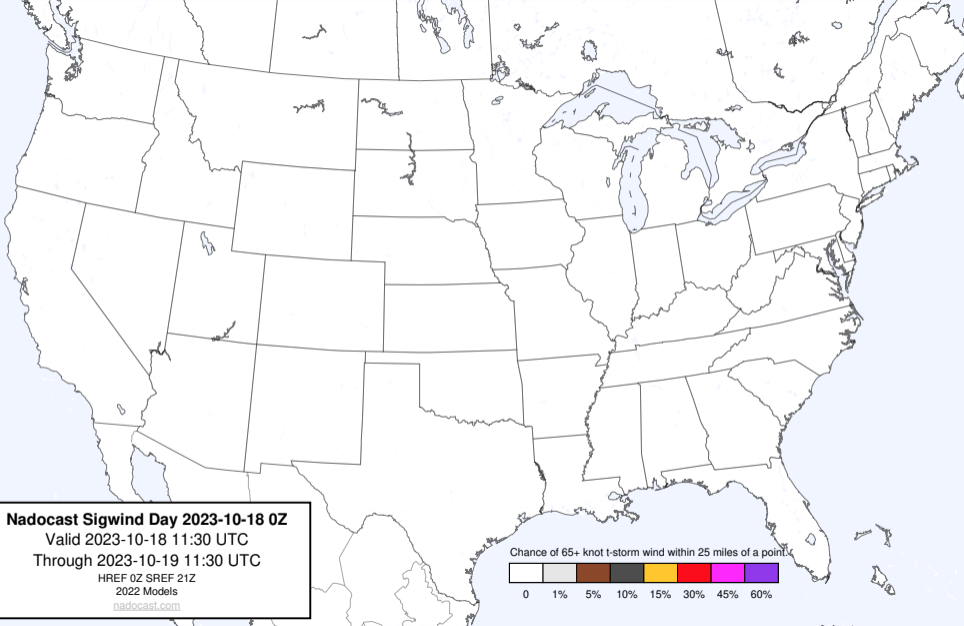 Nadocast Sigwind Day 2023-10-18 0Z
Valid 2023-10-18 11:30 UTC
Through 2023-10-19 11:30 UTC
HREF 0Z SREF 21Z
2022 Models
nadocast.com
Chance of 65+ knot t-storm wind within 25 miles of a point.
0 1% 5% 10% 15% 30% 45% 60%